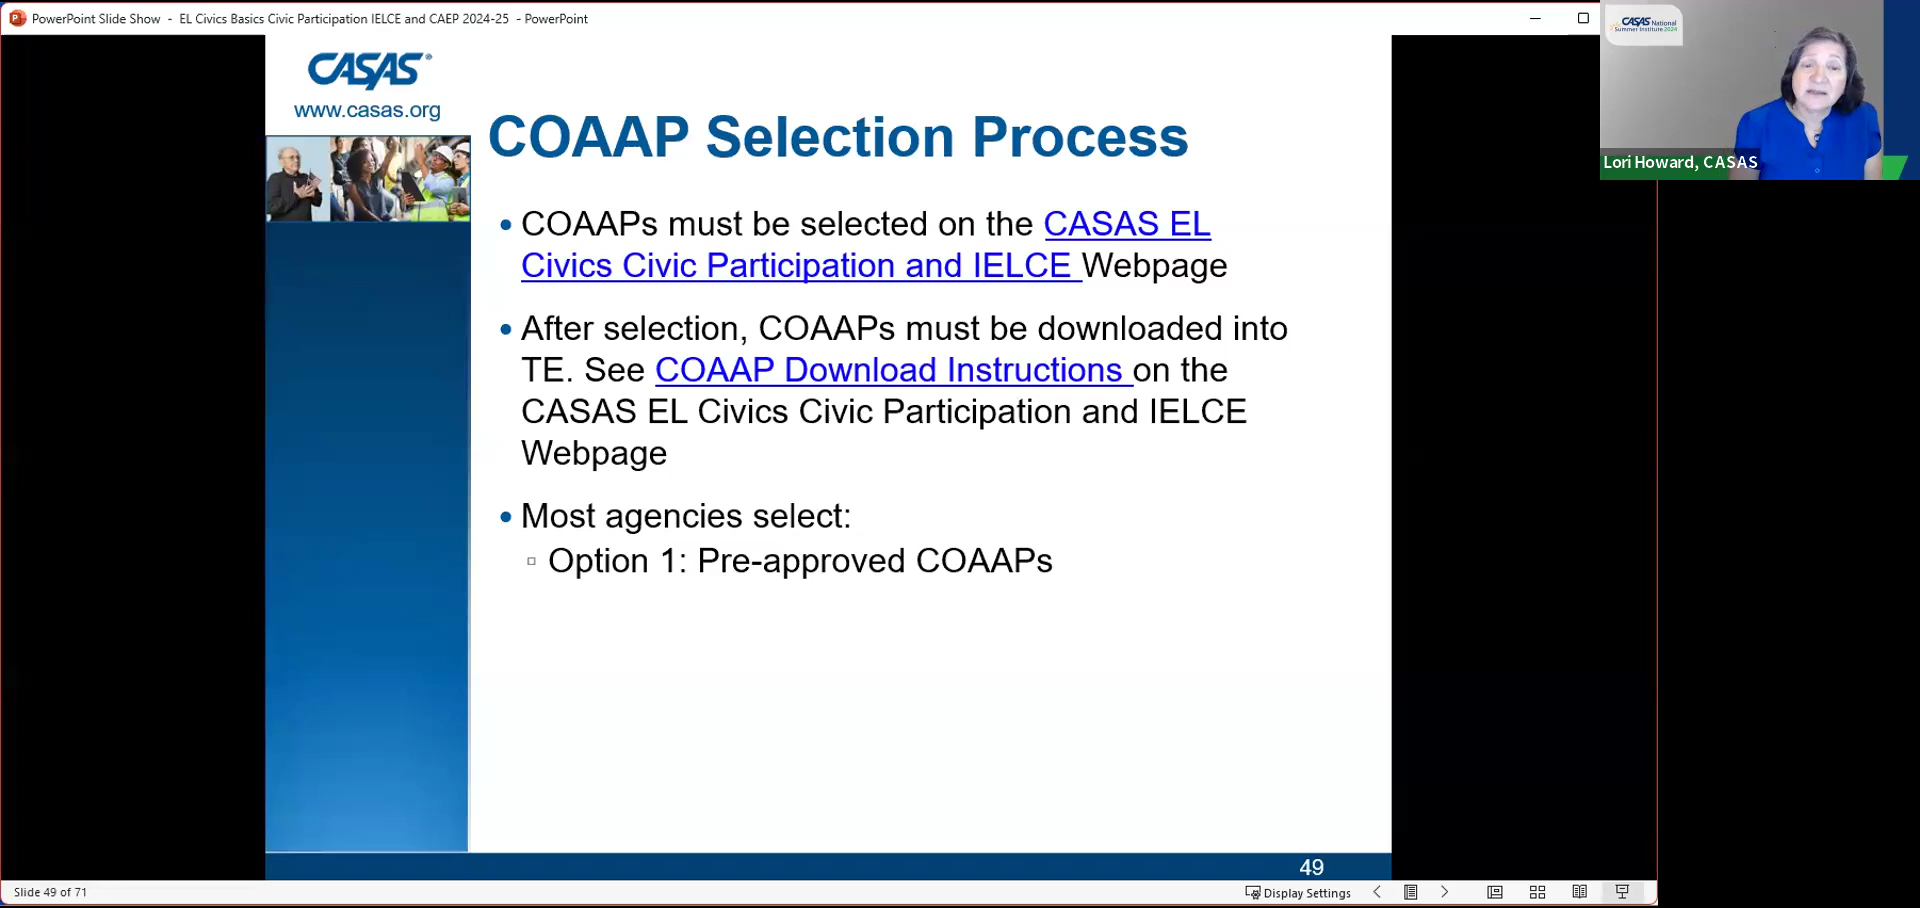 PowerPoint Slide Show - EL Civics Basics Civic Participation IELCE and CAEP 2024-25 - PowerPoint
CASAS National
Summer Institute 2024
Lori Howard, CASAS
CASAS®
www.casas.org
COAAP Selection Process
• COAAPs must be selected on the CASAS EL
Civics Civic Participation and IELCE Webpage
• After selection, COAAPs must be downloaded into
TE. See COAAP Download Instructions on the
CASAS EL Civics Civic Participation and IELCE
Webpage
• Most agencies select:
▫ Option 1: Pre-approved COAAPs
49
Slide 49 of 71
Display Settings